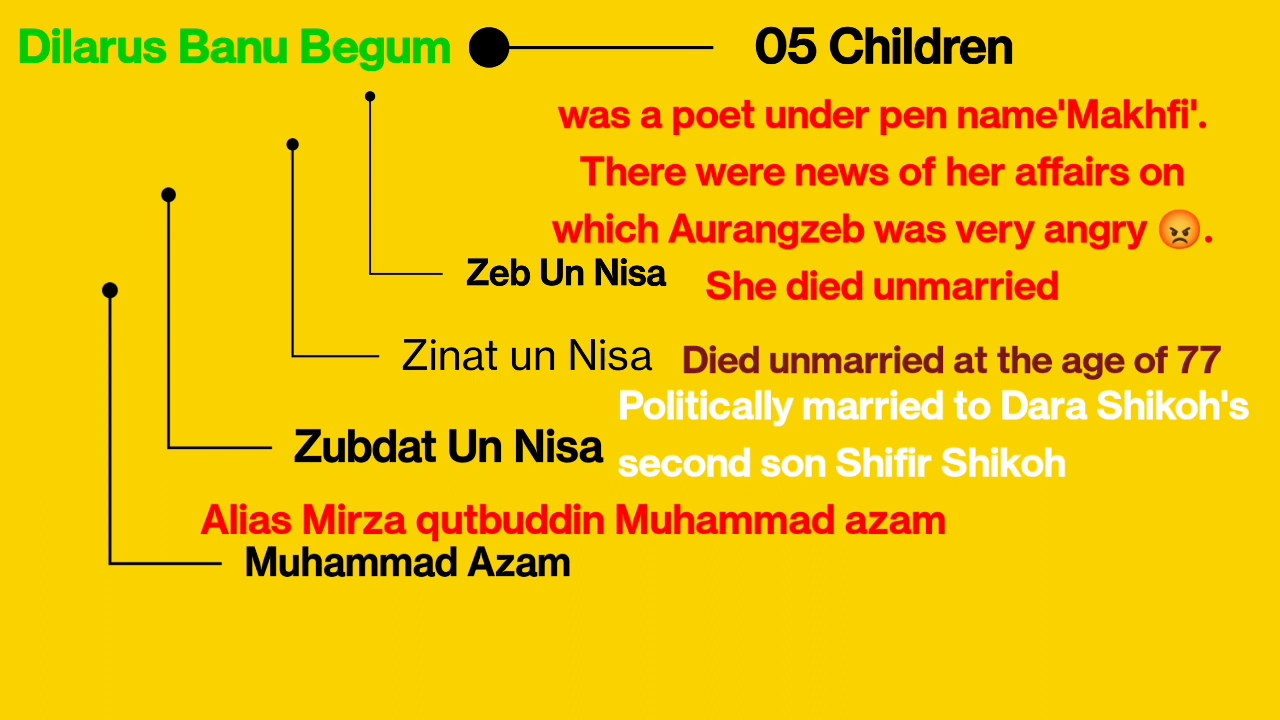 Dilarus Banu Begum
05 Children
was a poet under pen name'Makhfi'.
There were news of her affairs on
which Aurangzeb was very angry 😡.
She died unmarried
Zeb Un Nisa
Zinat un Nisa
Died unmarried at the age of 77
Politically married to Dara Shikoh's
second son Shifir Shikoh
Zubdat Un Nisa
Alias Mirza qutbuddin Muhammad azam
Muhammad Azam